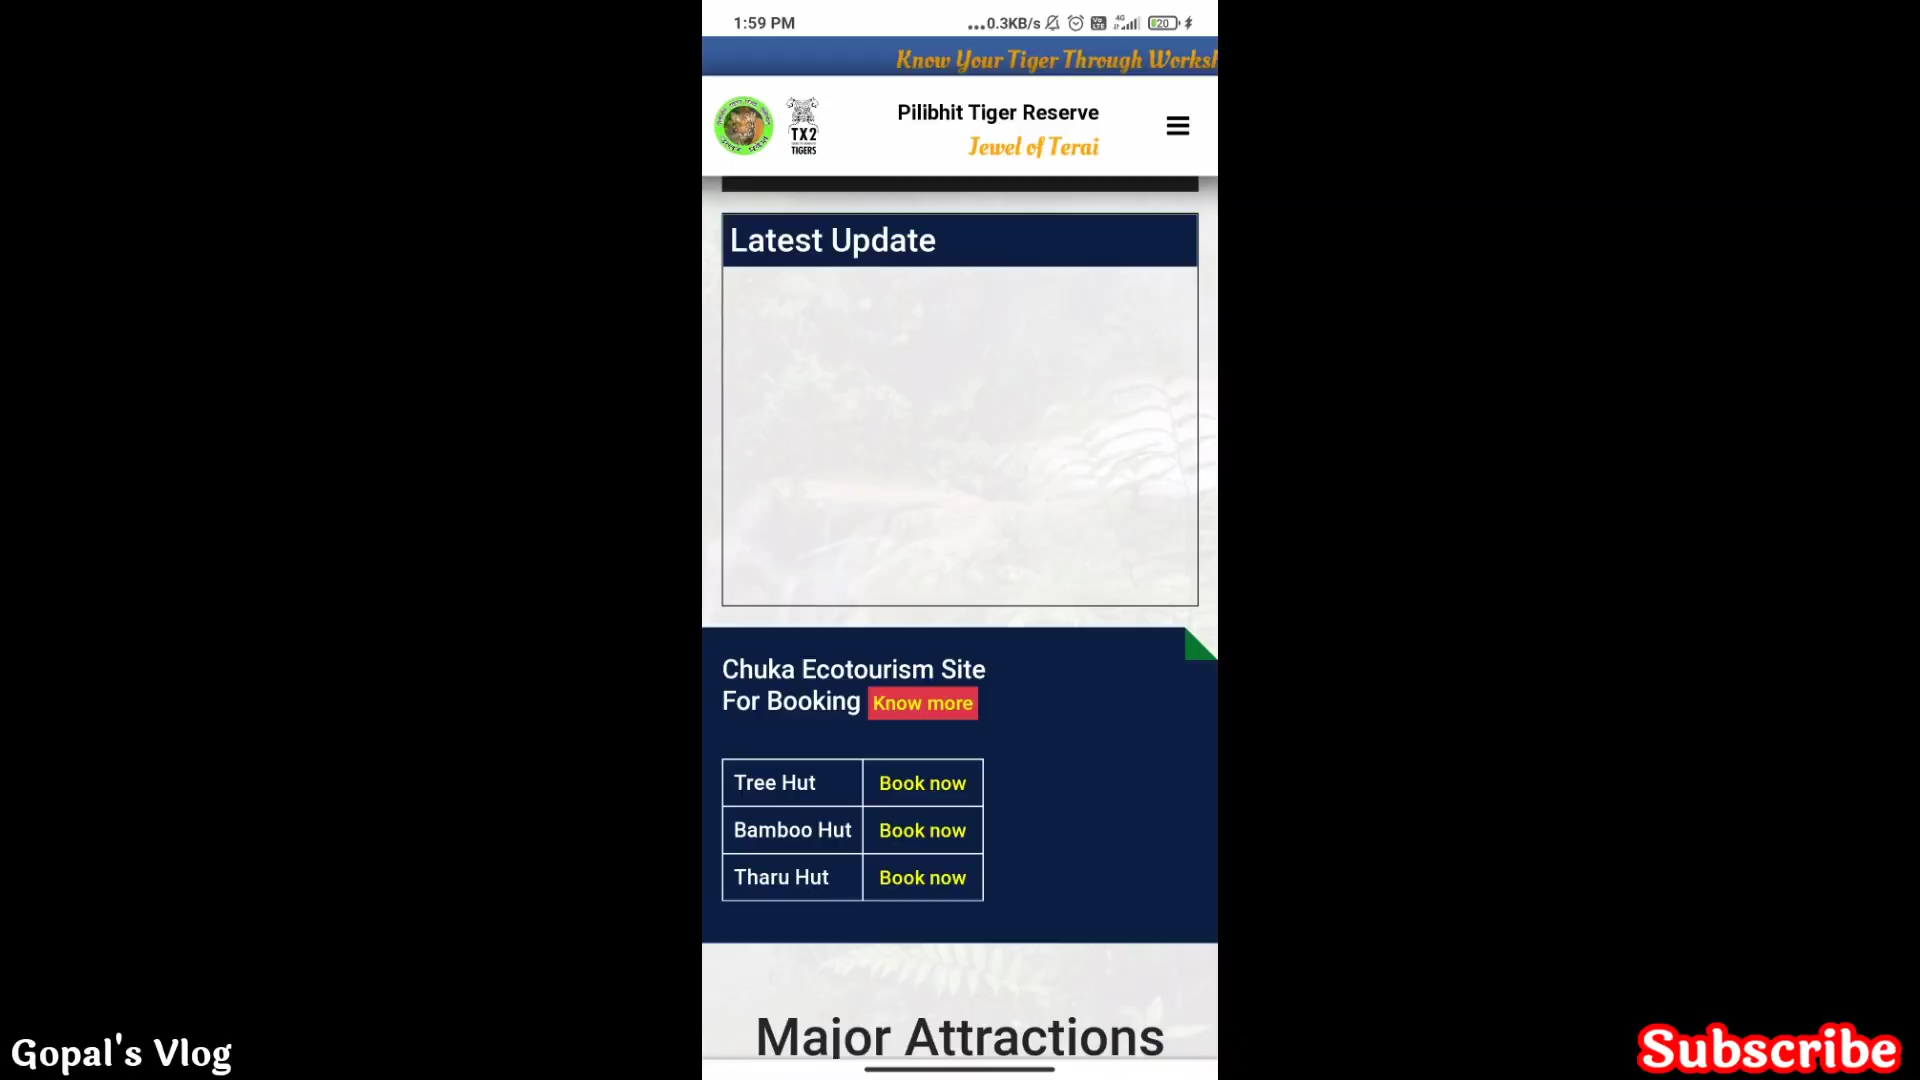 1:59 PM
...0.3KB/s
4G
20
Know Your Tiger Through Worksh
Pilibhit Tiger Reserve
Jewel of Terai
TX2
TIGERS
Latest Update
Chuka Ecotourism Site
For Booking Know more
Tree Hut Book now
Bamboo Hut Book now
Tharu Hut Book now
Major Attractions
Gopal's Vlog
Subscribe